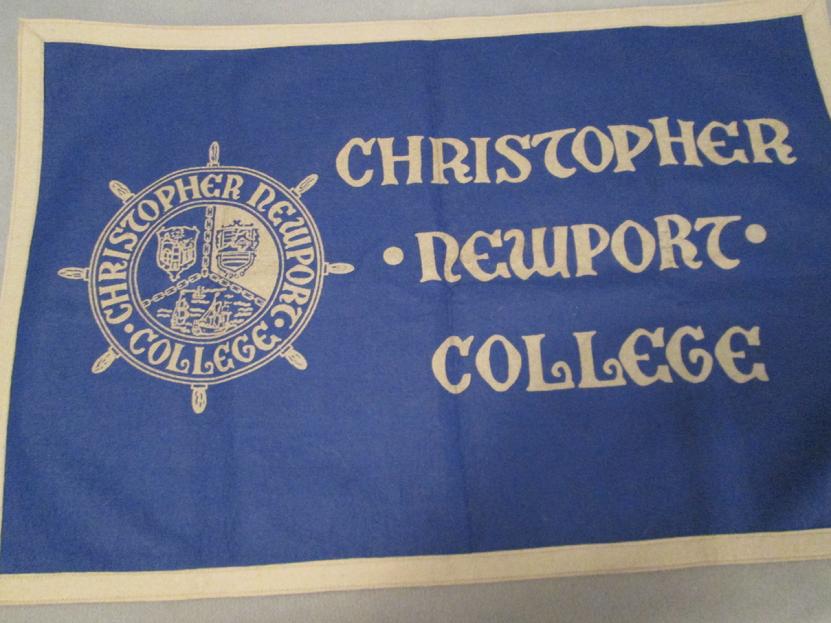 CHRISTOPHER NEWPORT
• COLLEGE •
CHRISTOPHER
• NEWPORT •
COLLEGE